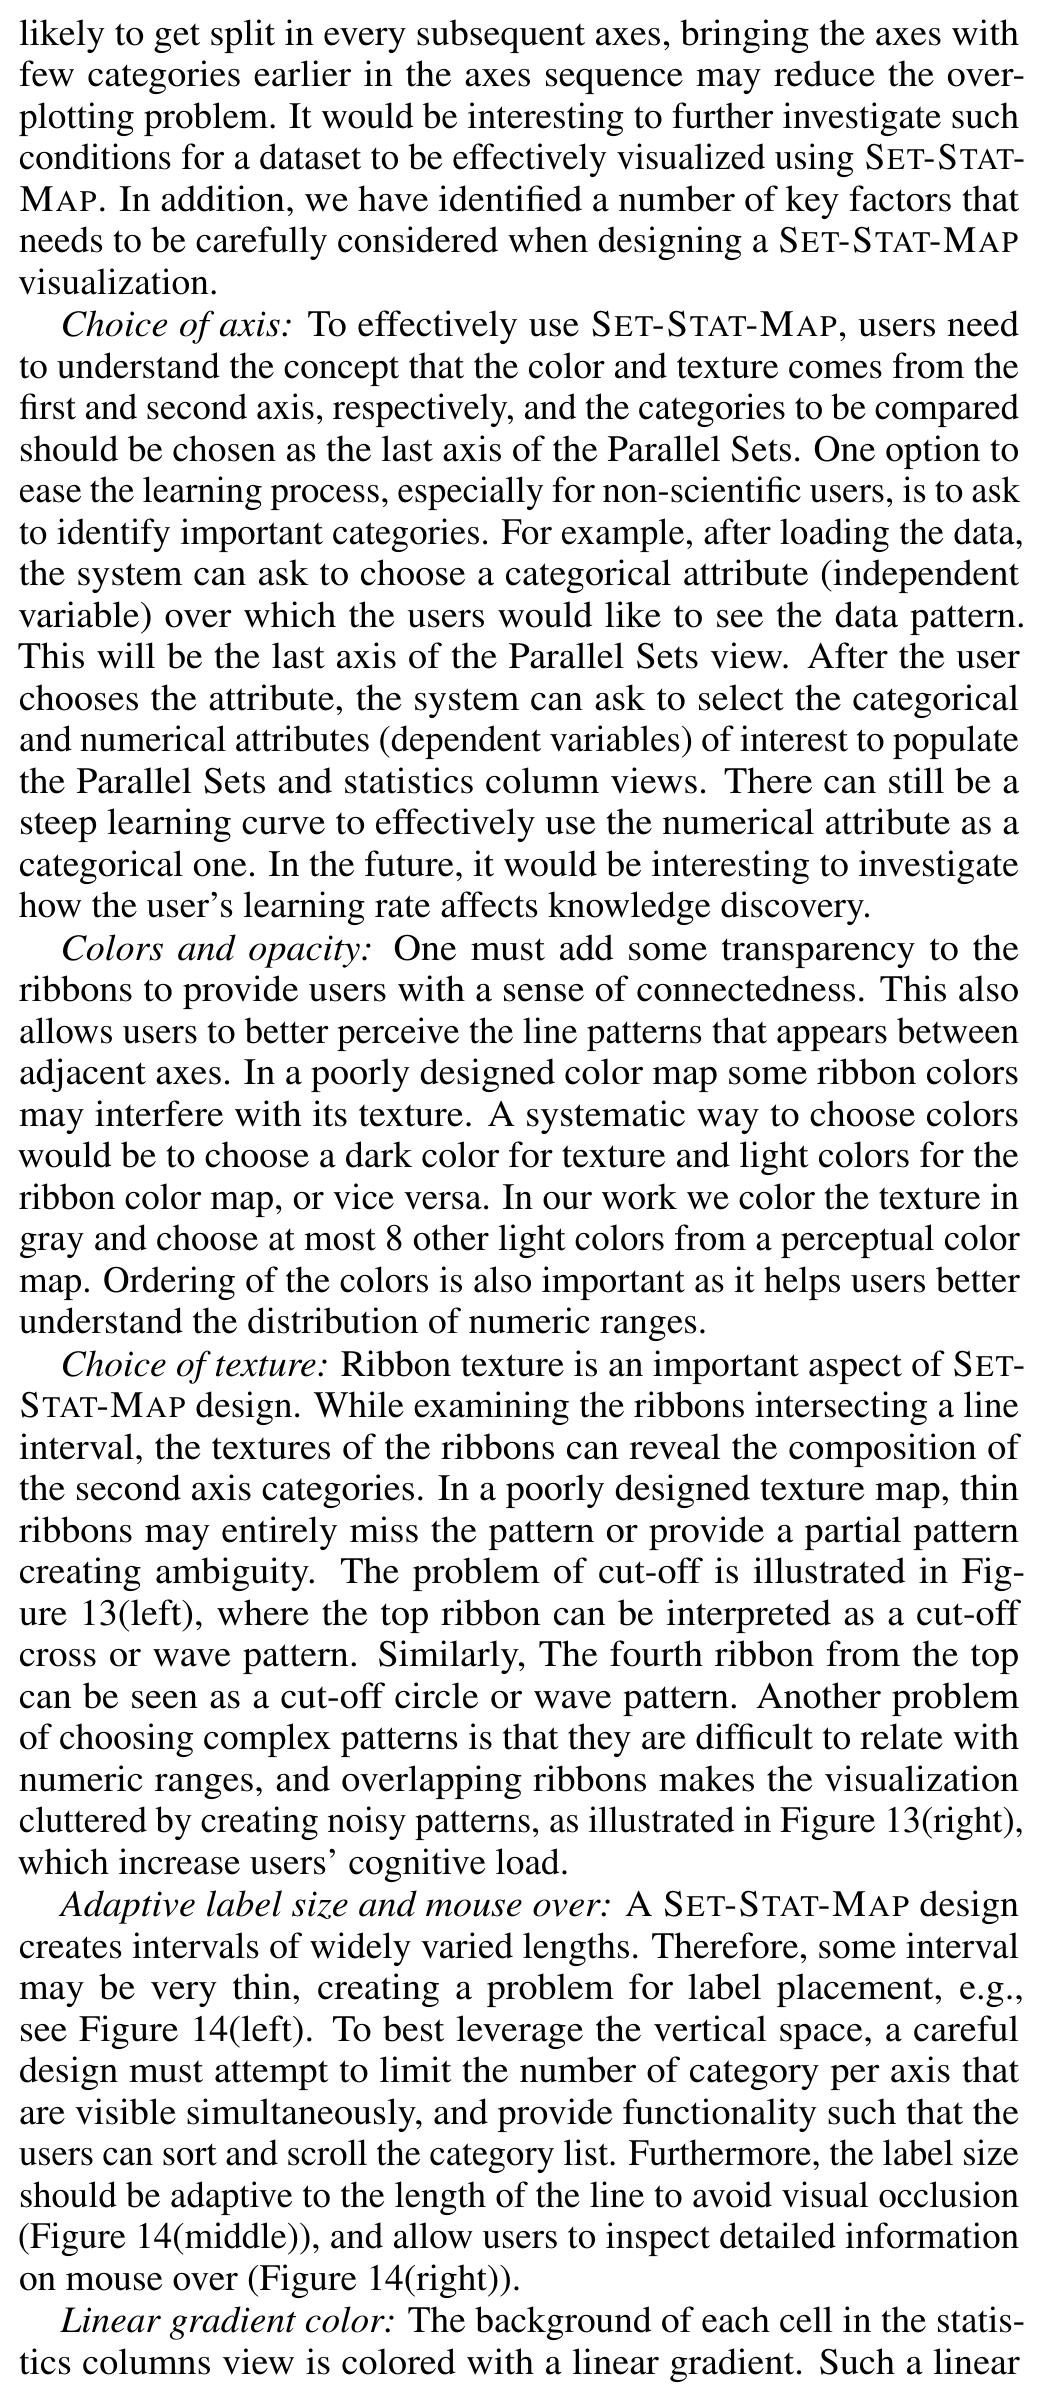 likely to get split in every subsequent axes, bringing the axes with
few categories earlier in the axes sequence may reduce the over-
plotting problem. It would be interesting to further investigate such
conditions for a dataset to be effectively visualized using SET-STAT-
MAP. In addition, we have identified a number of key factors that
needs to be carefully considered when designing a SET-STAT-MAP
visualization.
Choice of axis: To effectively use SET-STAT-MAP, users need
to understand the concept that the color and texture comes from the
first and second axis, respectively, and the categories to be compared
should be chosen as the last axis of the Parallel Sets. One option to
ease the learning process, especially for non-scientific users, is to ask
to identify important categories. For example, after loading the data,
the system can ask to choose a categorical attribute (independent
variable) over which the users would like to see the data pattern.
This will be the last axis of the Parallel Sets view. After the user
chooses the attribute, the system can ask to select the categorical
and numerical attributes (dependent variables) of interest to populate
the Parallel Sets and statistics column views. There can still be a
steep learning curve to effectively use the numerical attribute as a
categorical one. In the future, it would be interesting to investigate
how the user's learning rate affects knowledge discovery.
Colors and opacity: One must add some transparency to the
ribbons to provide users with a sense of connectedness. This also
allows users to better perceive the line patterns that appears between
adjacent axes. In a poorly designed color map some ribbon colors
may interfere with its texture. A systematic way to choose colors
would be to choose a dark color for texture and light colors for the
ribbon color map, or vice versa. In our work we color the texture in
gray and choose at most 8 other light colors from a perceptual color
map. Ordering of the colors is also important as it helps users better
understand the distribution of numeric ranges.
Choice of texture: Ribbon texture is an important aspect of SET-
STAT-MAP design. While examining the ribbons intersecting a line
interval, the textures of the ribbons can reveal the composition of
the second axis categories. In a poorly designed texture map, thin
ribbons may entirely miss the pattern or provide a partial pattern
creating ambiguity. The problem of cut-off is illustrated in Fig-
ure 13(left), where the top ribbon can be interpreted as a cut-off
cross or wave pattern. Similarly, The fourth ribbon from the top
can be seen as a cut-off circle or wave pattern. Another problem
of choosing complex patterns is that they are difficult to relate with
numeric ranges, and overlapping ribbons makes the visualization
cluttered by creating noisy patterns, as illustrated in Figure 13(right),
which increase users' cognitive load.
Adaptive label size and mouse over: A SET-STAT-MAP design
creates intervals of widely varied lengths. Therefore, some interval
may be very thin, creating a problem for label placement, e.g.,
see Figure 14(left). To best leverage the vertical space, a careful
design must attempt to limit the number of category per axis that
are visible simultaneously, and provide functionality such that the
users can sort and scroll the category list. Furthermore, the label size
should be adaptive to the length of the line to avoid visual occlusion
(Figure 14(middle)), and allow users to inspect detailed information
on mouse over (Figure 14(right)).
Linear gradient color: The background of each cell in the statis-
tics columns view is colored with a linear gradient. Such a linear